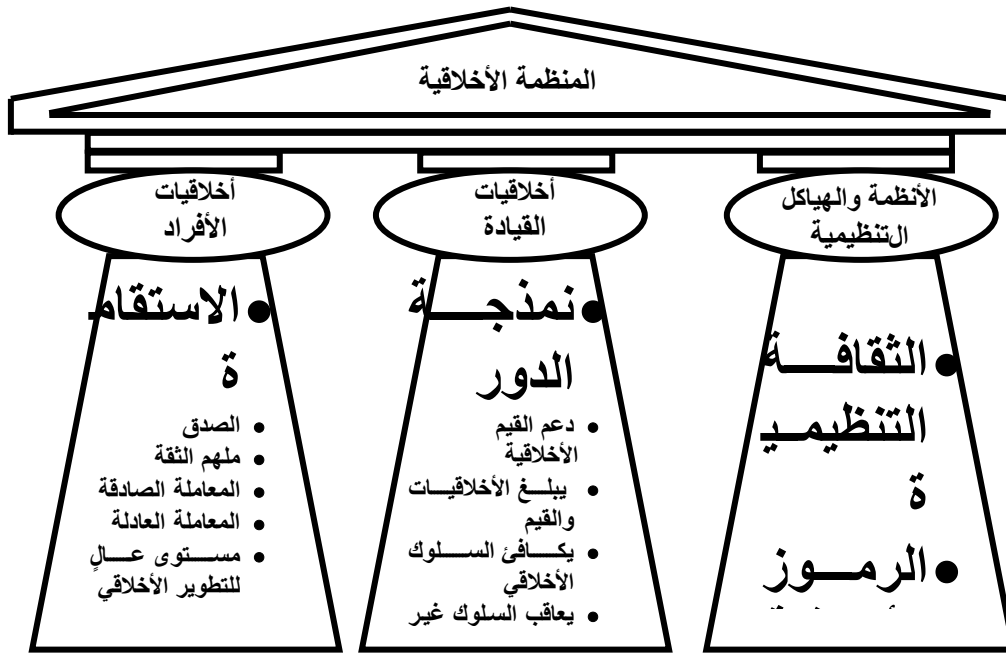 المنظمة الأخلاقية
الأنظمة والهياكل
التنظيمية
• الثقافة
التنظيمي
ة
• الرموز
أخلاقيات
القيادة
• نمذجة
الدور
• دعم القيم
الأخلاقية
• يبلغ الأخلاقيات
والقيم
• يكافئ السلوك
الأخلاقي
• يعاقب السلوك غير
أخلاقيات
الأفراد
• الاستقام
ة
• الصدق
• ملهم الثقة
• المعاملة الصادقة
• المعاملة العادلة
• مستوى عالٍ
للتطوير الأخلاقي